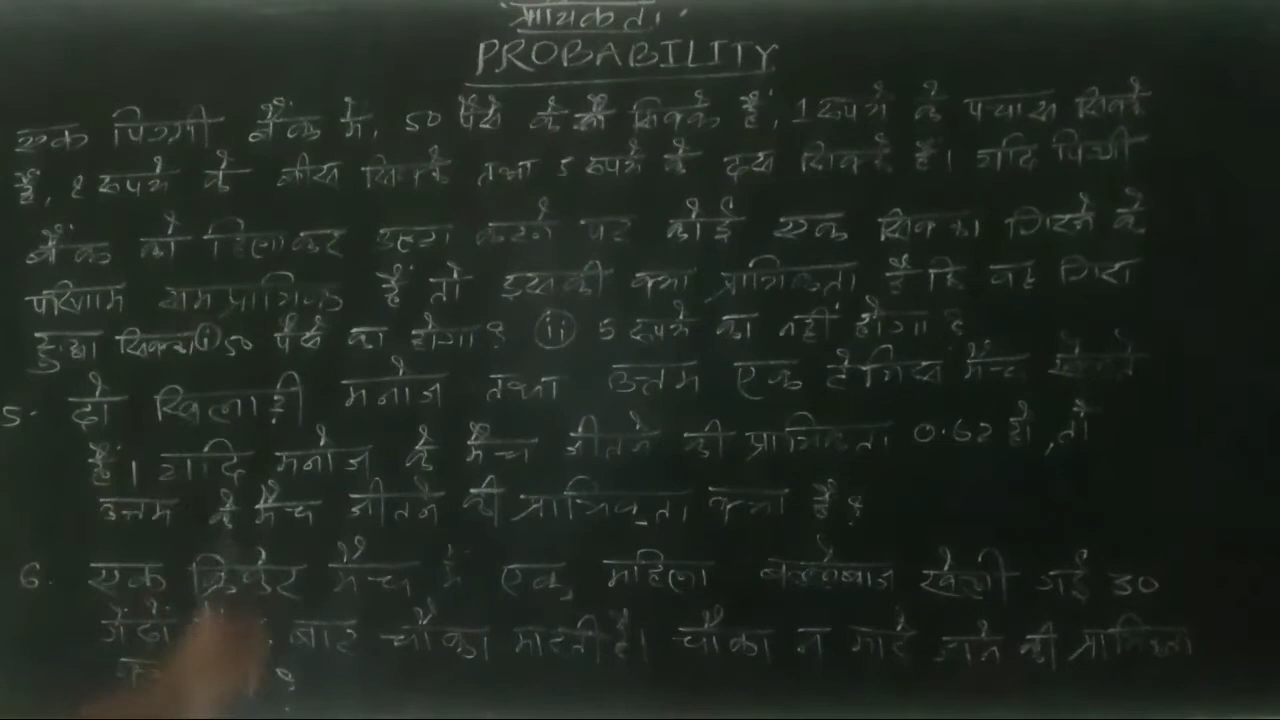 प्रायिकता
PROBABILITY
एक पिग्गी बैंक में, 50 पैसे के सौ सिक्के हैं, 1 रुपये के पचास सिक्के
हैं, 2 रुपये के बीस सिक्के तथा 5 रुपये के दस सिक्के हैं। यदि पिग्गी
बैंक को हिलाकर उल्टा करने पर कोई एक सिक्का गिरने के
परिणाम समप्रायिक हैं तो इसकी क्या प्रायिकता है कि वह गिरा
हुआ सिक्का (i) 50 पैसे का होगा? (ii) 5 रुपये का नहीं होगा?
5. दो खिलाड़ी मनोज तथा उत्तम एक टेनिस मैच खेलते
हैं। यदि मनोज के मैच जीतने की प्रायिकता 0.62 हो, तो
उत्तम के मैच जीतने की प्रायिकता क्या है?
6. एक क्रिकेट मैच में एक महिला बल्लेबाज खेली गई 30
गेंदों बार चौका मारती है। चौका न मारे जाने की प्रायिकता
?